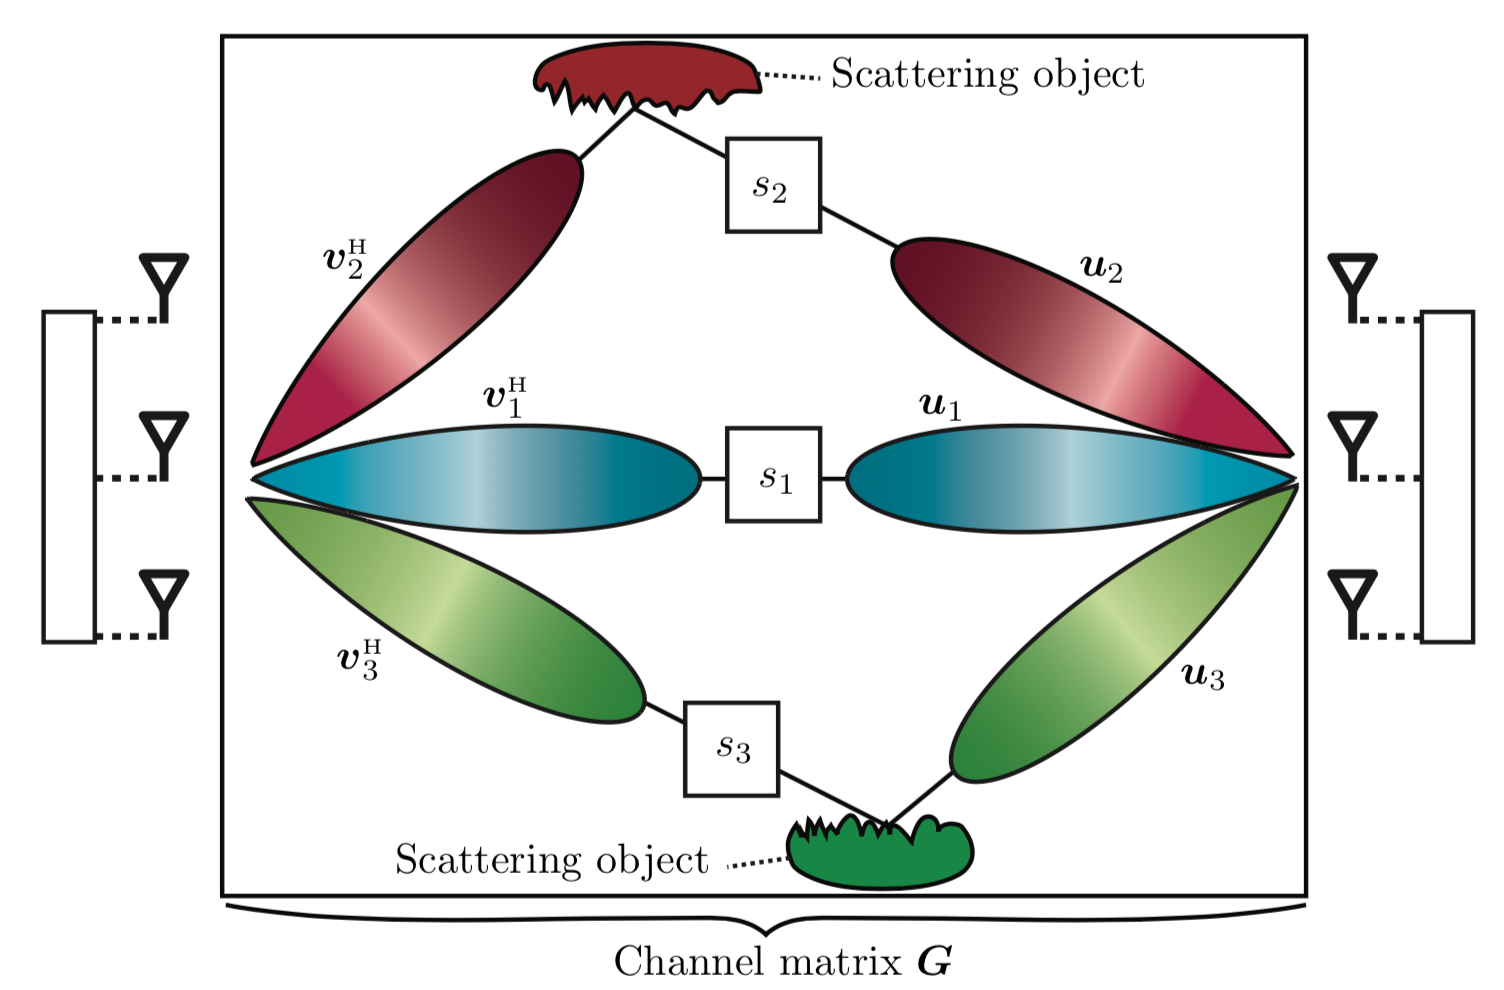 Scattering object
s₂
v₂ᴴ
u₂
v₁ᴴ
u₁
s₁
v₃ᴴ
u₃
s₃
Scattering object
Channel matrix G